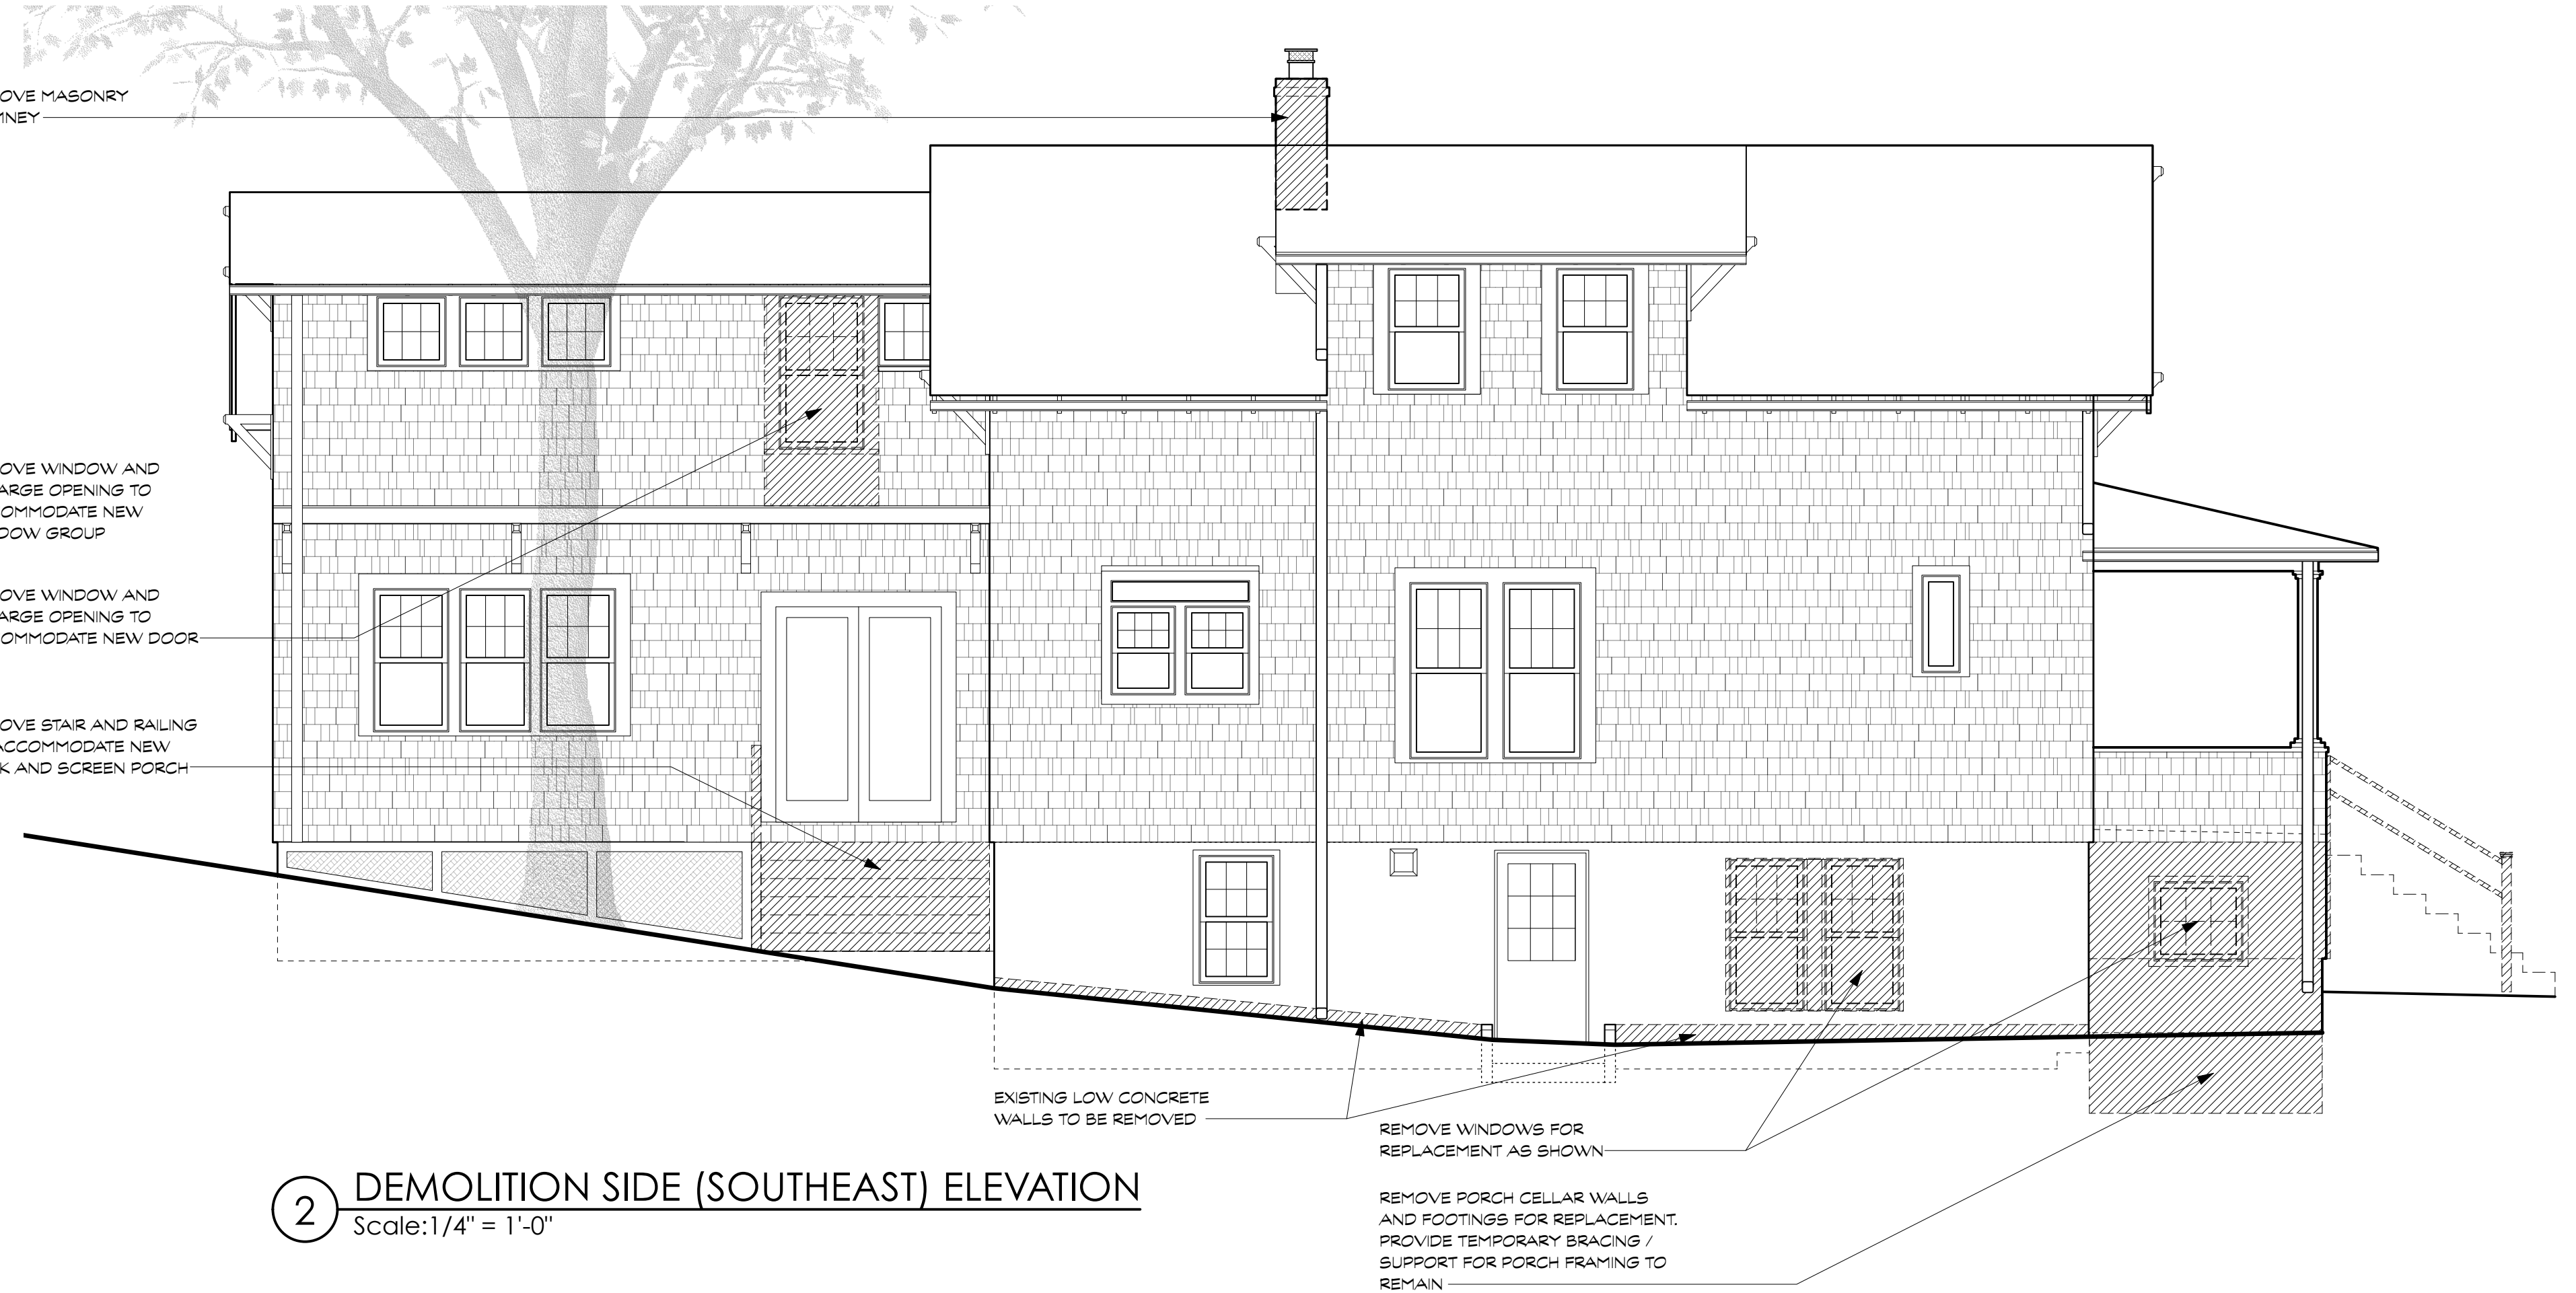 OVE MASONRY
MNEY
OVE WINDOW AND
ARGE OPENING TO
OMMODATE NEW
DOW GROUP
OVE WINDOW AND
ARGE OPENING TO
OMMODATE NEW DOOR
OVE STAIR AND RAILING
ACCOMMODATE NEW
K AND SCREEN PORCH
EXISTING LOW CONCRETE
WALLS TO BE REMOVED
REMOVE WINDOWS FOR
REPLACEMENT AS SHOWN
REMOVE PORCH CELLAR WALLS
AND FOOTINGS FOR REPLACEMENT.
PROVIDE TEMPORARY BRACING /
SUPPORT FOR PORCH FRAMING TO
REMAIN
2 DEMOLITION SIDE (SOUTHEAST) ELEVATION
Scale:1/4" = 1'-0"